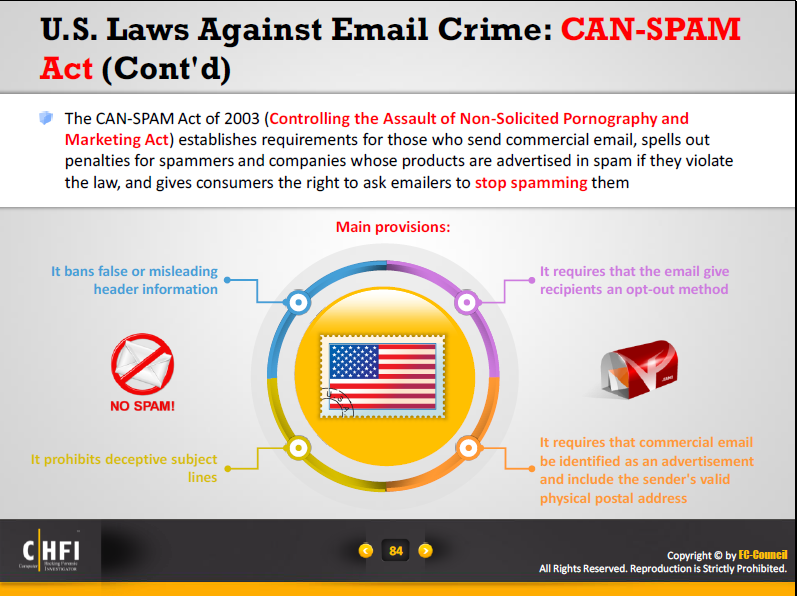 U.S. Laws Against Email Crime: CAN-SPAM
Act (Cont'd)
The CAN-SPAM Act of 2003 (Controlling the Assault of Non-Solicited Pornography and
Marketing Act) establishes requirements for those who send commercial email, spells out
penalties for spammers and companies whose products are advertised in spam if they violate
the law, and gives consumers the right to ask emailers to stop spamming them
Main provisions:
It bans false or misleading
header information
It requires that the email give
recipients an opt-out method
NO SPAM!
It prohibits deceptive subject
lines
It requires that commercial email
be identified as an advertisement
and include the sender's valid
physical postal address
CHFI
Computer Hacking Forensic
INVESTIGATOR
84
Copyright © by EC-Council
All Rights Reserved. Reproduction is Strictly Prohibited.